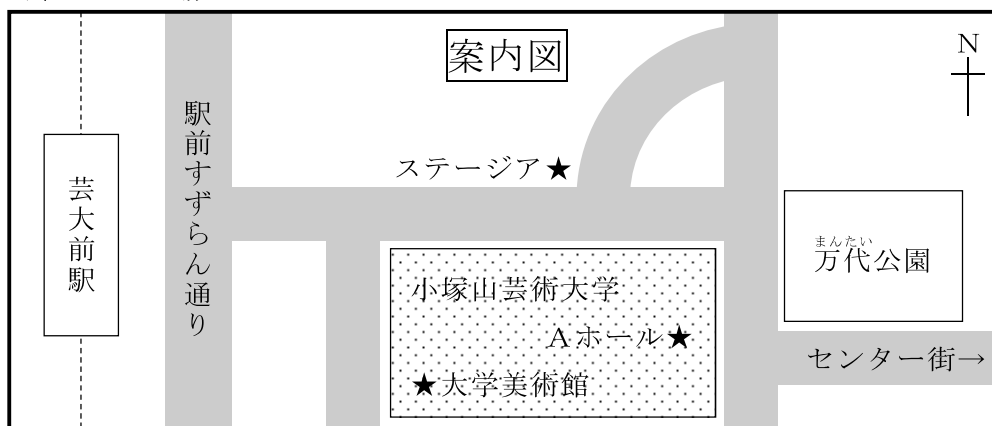 案内図
N
駅前すずらん通り
ステージア★
芸大前駅
まんたい
万代公園
小塚山芸術大学
Aホール★
センター街→
★大学美術館